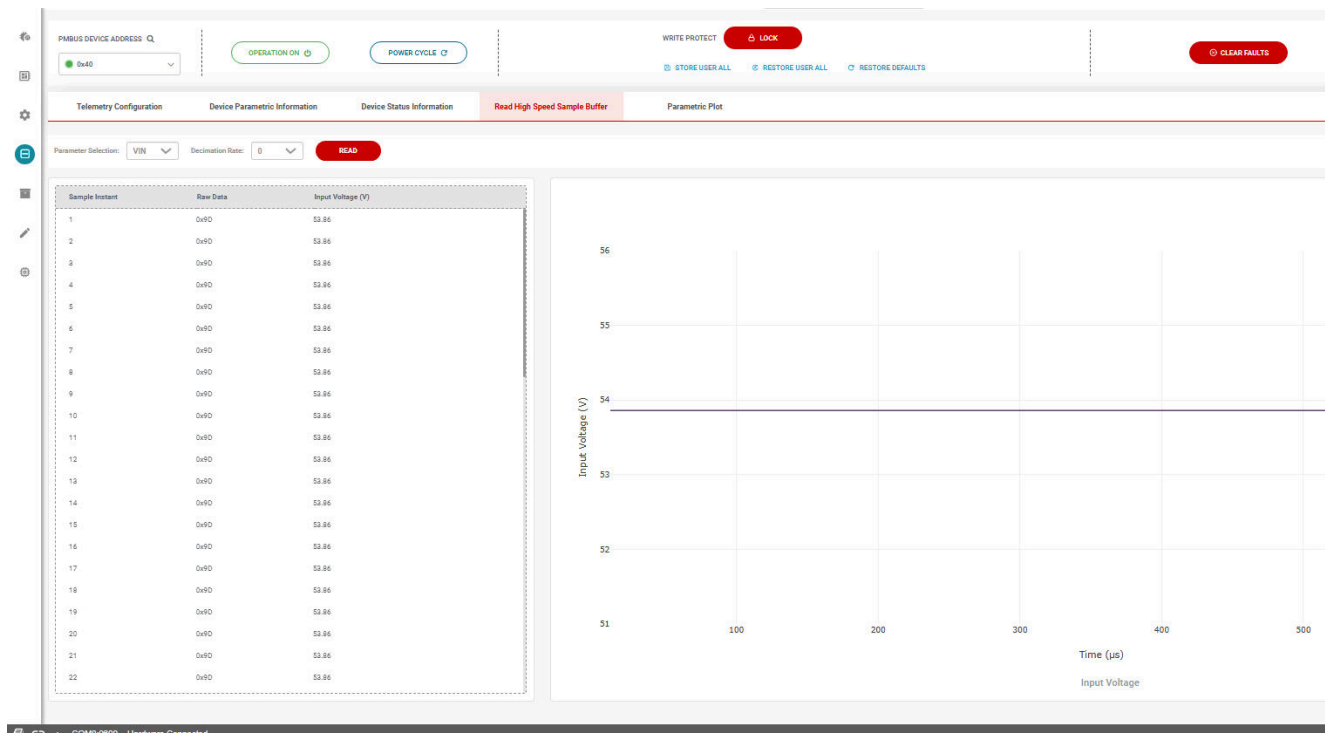 PMBUS DEVICE ADDRESS
0x40
OPERATION ON
POWER CYCLE
WRITE PROTECT
LOCK
STORE USER ALL
RESTORE USER ALL
RESTORE DEFAULTS
CLEAR FAULTS
Telemetry Configuration
Device Parametric Information
Device Status Information
Read High Speed Sample Buffer
Parametric Plot
Parameter Selection: VIN
Decimation Rate: 0
READ
Sample Instant Raw Data Input Voltage (V)
1 0x9D 53.86
2 0x9D 53.86
3 0x9D 53.86
4 0x9D 53.86
5 0x9D 53.86
6 0x9D 53.86
7 0x9D 53.86
8 0x9D 53.86
9 0x9D 53.86
10 0x9D 53.86
11 0x9D 53.86
12 0x9D 53.86
13 0x9D 53.86
14 0x9D 53.86
15 0x9D 53.86
16 0x9D 53.86
17 0x9D 53.86
18 0x9D 53.86
19 0x9D 53.86
20 0x9D 53.86
21 0x9D 53.86
22 0x9D 53.86
56
55
54
53
52
51
Input Voltage (V)
100 200 300 400 500
Time (µs)
Input Voltage
Hardware Connected